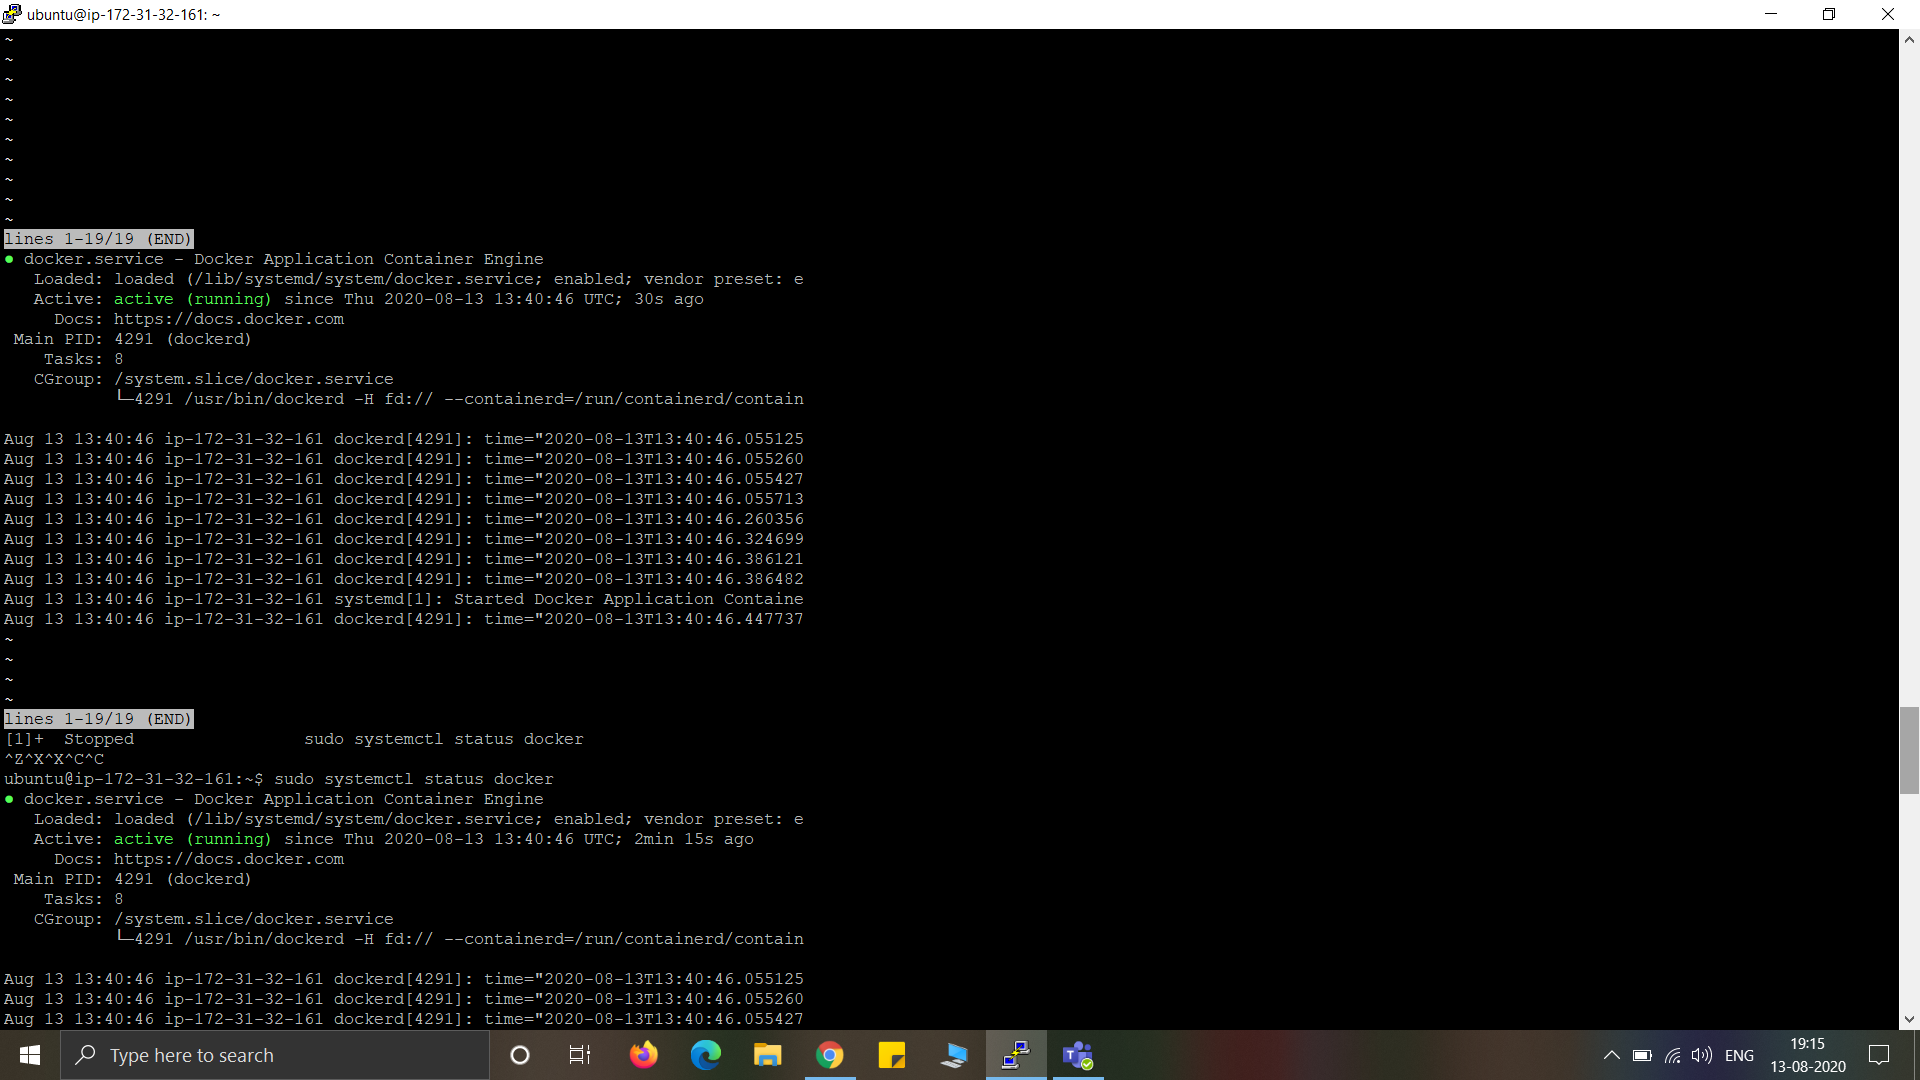 ubuntu@ip-172-31-32-161: ~
~
~
~
~
~
~
~
~
~
~
lines 1-19/19 (END)
● docker.service - Docker Application Container Engine
   Loaded: loaded (/lib/systemd/system/docker.service; enabled; vendor preset: e
   Active: active (running) since Thu 2020-08-13 13:40:46 UTC; 30s ago
     Docs: https://docs.docker.com
 Main PID: 4291 (dockerd)
    Tasks: 8
   CGroup: /system.slice/docker.service
           └─4291 /usr/bin/dockerd -H fd:// --containerd=/run/containerd/contain
Aug 13 13:40:46 ip-172-31-32-161 dockerd[4291]: time="2020-08-13T13:40:46.055125
Aug 13 13:40:46 ip-172-31-32-161 dockerd[4291]: time="2020-08-13T13:40:46.055260
Aug 13 13:40:46 ip-172-31-32-161 dockerd[4291]: time="2020-08-13T13:40:46.055427
Aug 13 13:40:46 ip-172-31-32-161 dockerd[4291]: time="2020-08-13T13:40:46.055713
Aug 13 13:40:46 ip-172-31-32-161 dockerd[4291]: time="2020-08-13T13:40:46.260356
Aug 13 13:40:46 ip-172-31-32-161 dockerd[4291]: time="2020-08-13T13:40:46.324699
Aug 13 13:40:46 ip-172-31-32-161 dockerd[4291]: time="2020-08-13T13:40:46.386121
Aug 13 13:40:46 ip-172-31-32-161 dockerd[4291]: time="2020-08-13T13:40:46.386482
Aug 13 13:40:46 ip-172-31-32-161 systemd[1]: Started Docker Application Containe
Aug 13 13:40:46 ip-172-31-32-161 dockerd[4291]: time="2020-08-13T13:40:46.447737
~
~
~
~
lines 1-19/19 (END)
[1]+  Stopped                 sudo systemctl status docker
^Z^X^X^C^C
ubuntu@ip-172-31-32-161:~$ sudo systemctl status docker
● docker.service - Docker Application Container Engine
   Loaded: loaded (/lib/systemd/system/docker.service; enabled; vendor preset: e
   Active: active (running) since Thu 2020-08-13 13:40:46 UTC; 2min 15s ago
     Docs: https://docs.docker.com
 Main PID: 4291 (dockerd)
    Tasks: 8
   CGroup: /system.slice/docker.service
           └─4291 /usr/bin/dockerd -H fd:// --containerd=/run/containerd/contain
Aug 13 13:40:46 ip-172-31-32-161 dockerd[4291]: time="2020-08-13T13:40:46.055125
Aug 13 13:40:46 ip-172-31-32-161 dockerd[4291]: time="2020-08-13T13:40:46.055260
Aug 13 13:40:46 ip-172-31-32-161 dockerd[4291]: time="2020-08-13T13:40:46.055427
Type here to search
ENG
19:15
13-08-2020